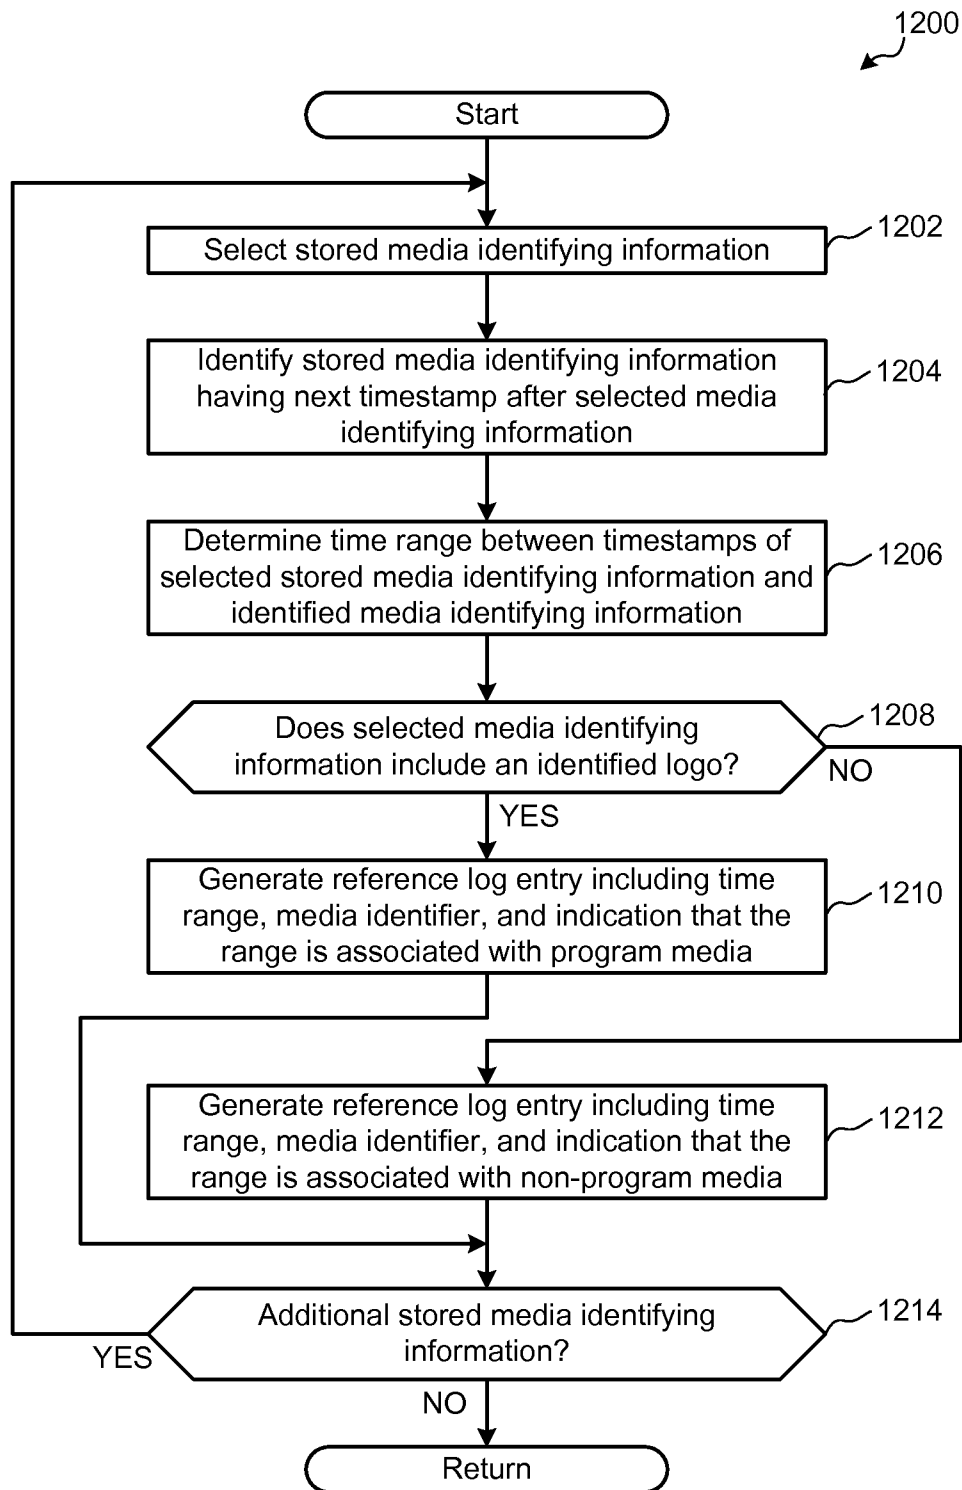 1200
Start
Select stored media identifying information
1202
Identify stored media identifying information
having next timestamp after selected media
identifying information
1204
Determine time range between timestamps of
selected stored media identifying information and
identified media identifying information
1206
Does selected media identifying
information include an identified logo?
1208
NO
YES
Generate reference log entry including time
range, media identifier, and indication that the
range is associated with program media
1210
Generate reference log entry including time
range, media identifier, and indication that the
range is associated with non-program media
1212
Additional stored media identifying
information?
1214
YES
NO
Return